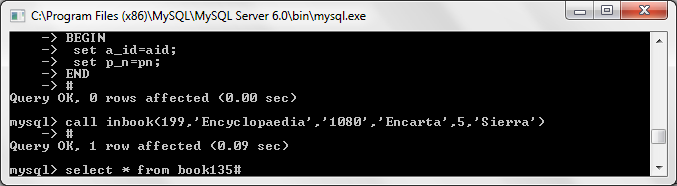 C:\Program Files (x86)\MySQL\MySQL Server 6.0\bin\mysql.exe
-> BEGIN
-> set a_id=aid;
-> set p_n=pn;
-> END
-> #
Query OK, 0 rows affected (0.00 sec)
mysql> call inbook(199,'Encyclopaedia','1080','Encarta',5,'Sierra')
-> #
Query OK, 1 row affected (0.09 sec)
mysql> select * from book135#